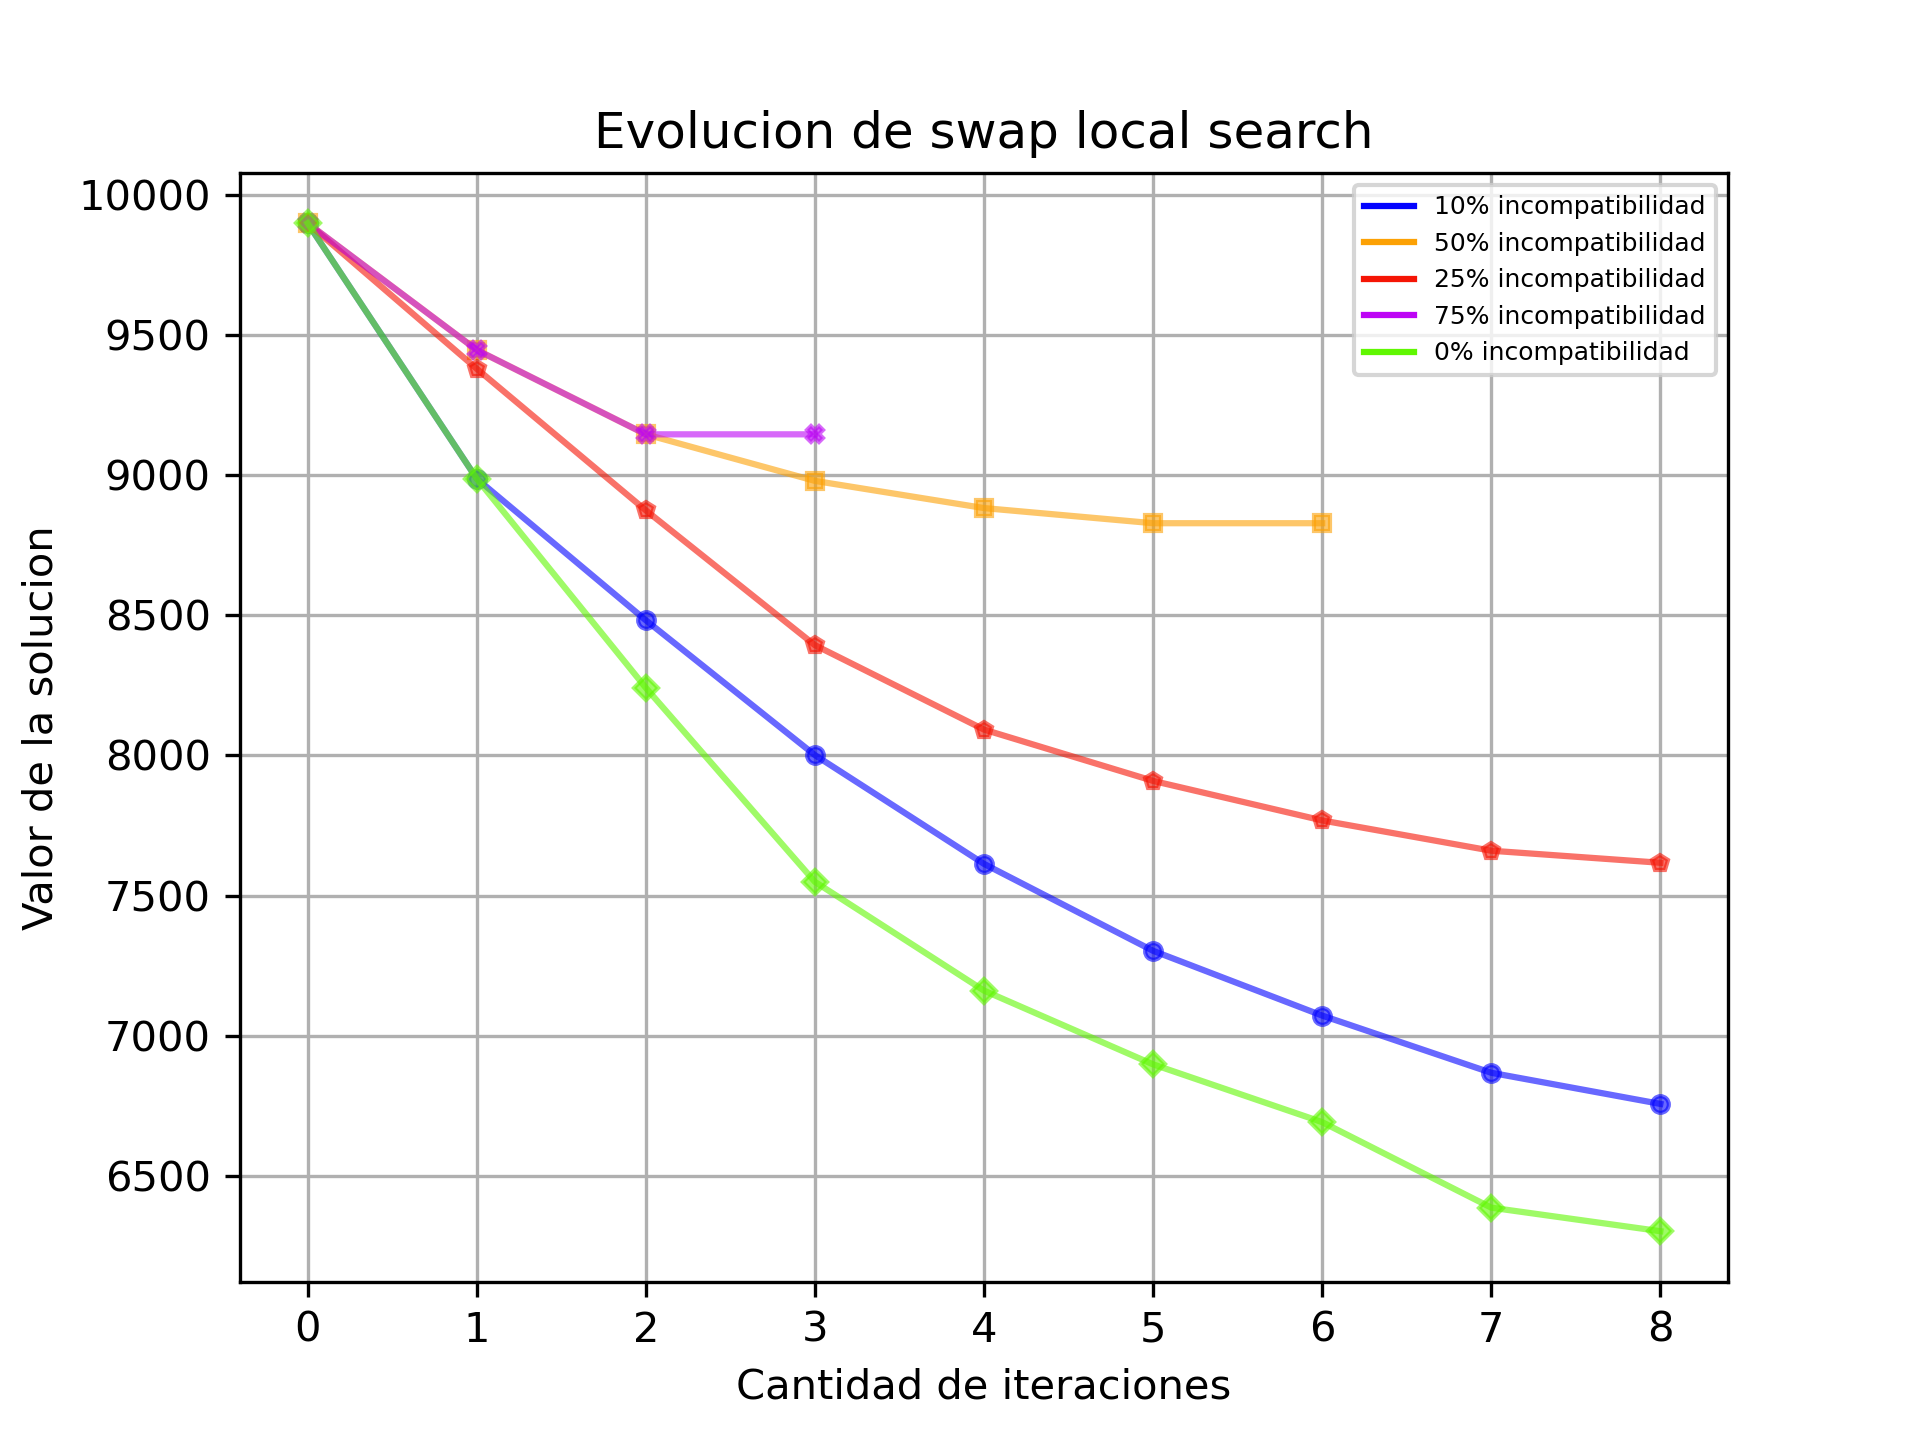 Evolucion de swap local search
10000
9500
9000
8500
8000
7500
7000
6500
Valor de la solucion
10% incompatibilidad
50% incompatibilidad
25% incompatibilidad
75% incompatibilidad
0% incompatibilidad
0 1 2 3 4 5 6 7 8
Cantidad de iteraciones